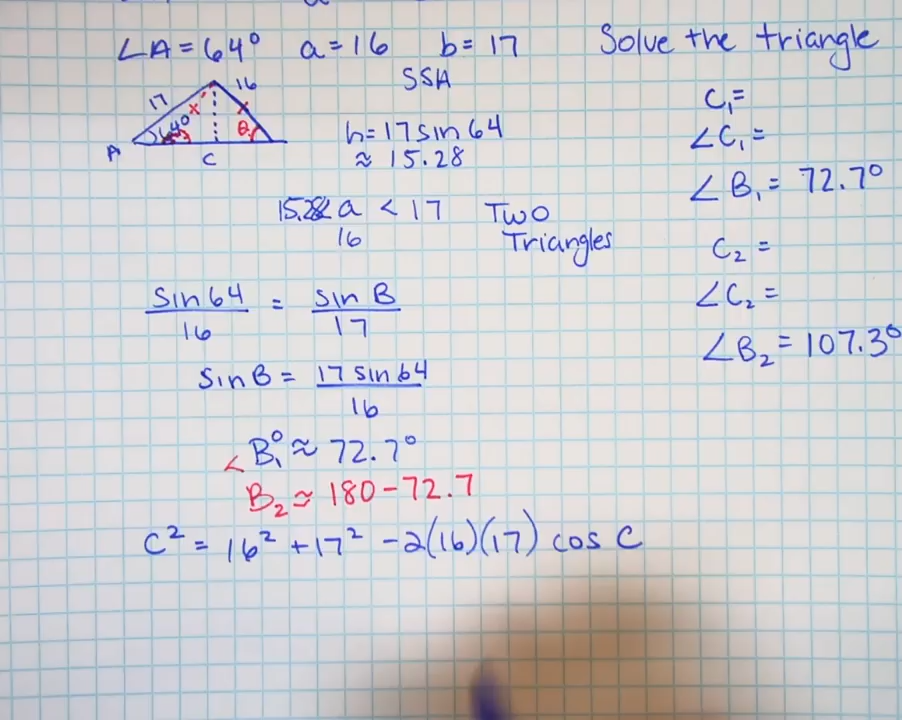 ∠A = 64° a = 16 b = 17 Solve the triangle
SSA
17 16
64° θ
A C
h = 17 sin 64
≈ 15.28
15.28 < a < 17 Two
16 Triangles
sin 64 / 16 = sin B / 17
sin B = 17 sin 64 / 16
∠B₁° ≈ 72.7°
B₂ ≈ 180 - 72.7
C² = 16² + 17² - 2(16)(17) cos C
C₁ =
∠C₁ =
∠B₁ = 72.7°
C₂ =
∠C₂ =
∠B₂ = 107.3°